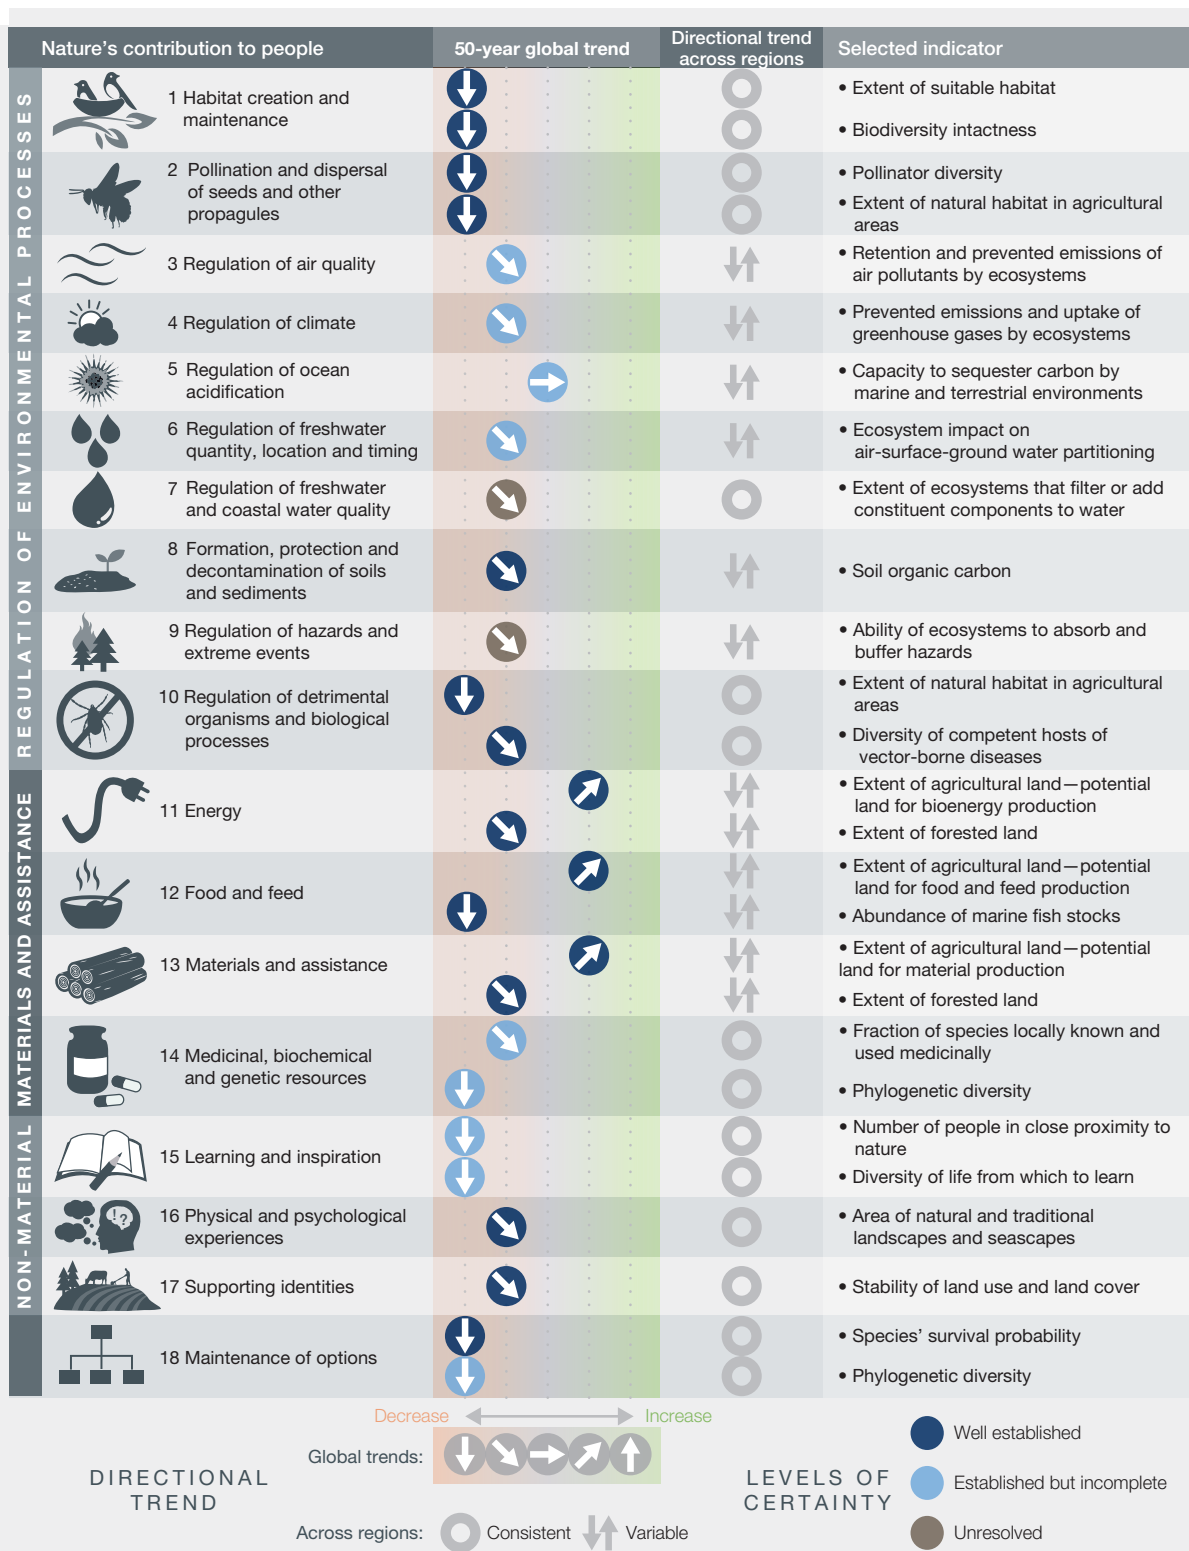 Nature's contribution to people
50-year global trend
Directional trend
across regions
Selected indicator
REGULATION OF ENVIRONMENTAL PROCESSES
1 Habitat creation and
maintenance
• Extent of suitable habitat
• Biodiversity intactness
2 Pollination and dispersal
of seeds and other
propagules
• Pollinator diversity
• Extent of natural habitat in agricultural
areas
3 Regulation of air quality
• Retention and prevented emissions of
air pollutants by ecosystems
4 Regulation of climate
• Prevented emissions and uptake of
greenhouse gases by ecosystems
5 Regulation of ocean
acidification
• Capacity to sequester carbon by
marine and terrestrial environments
6 Regulation of freshwater
quantity, location and timing
• Ecosystem impact on
air-surface-ground water partitioning
7 Regulation of freshwater
and coastal water quality
• Extent of ecosystems that filter or add
constituent components to water
8 Formation, protection and
decontamination of soils
and sediments
• Soil organic carbon
9 Regulation of hazards and
extreme events
• Ability of ecosystems to absorb and
buffer hazards
10 Regulation of detrimental
organisms and biological
processes
• Extent of natural habitat in agricultural
areas
• Diversity of competent hosts of
vector-borne diseases
MATERIALS AND ASSISTANCE
11 Energy
• Extent of agricultural land—potential
land for bioenergy production
• Extent of forested land
12 Food and feed
• Extent of agricultural land—potential
land for food and feed production
• Abundance of marine fish stocks
13 Materials and assistance
• Extent of agricultural land—potential
land for material production
• Extent of forested land
14 Medicinal, biochemical
and genetic resources
• Fraction of species locally known and
used medicinally
• Phylogenetic diversity
NON-MATERIAL
15 Learning and inspiration
• Number of people in close proximity to
nature
• Diversity of life from which to learn
!?
16 Physical and psychological
experiences
• Area of natural and traditional
landscapes and seascapes
17 Supporting identities
• Stability of land use and land cover
18 Maintenance of options
• Species' survival probability
• Phylogenetic diversity
Decrease
Increase
Global trends:
DIRECTIONAL
TREND
Across regions:
Consistent
Variable
LEVELS OF
CERTAINTY
Well established
Established but incomplete
Unresolved